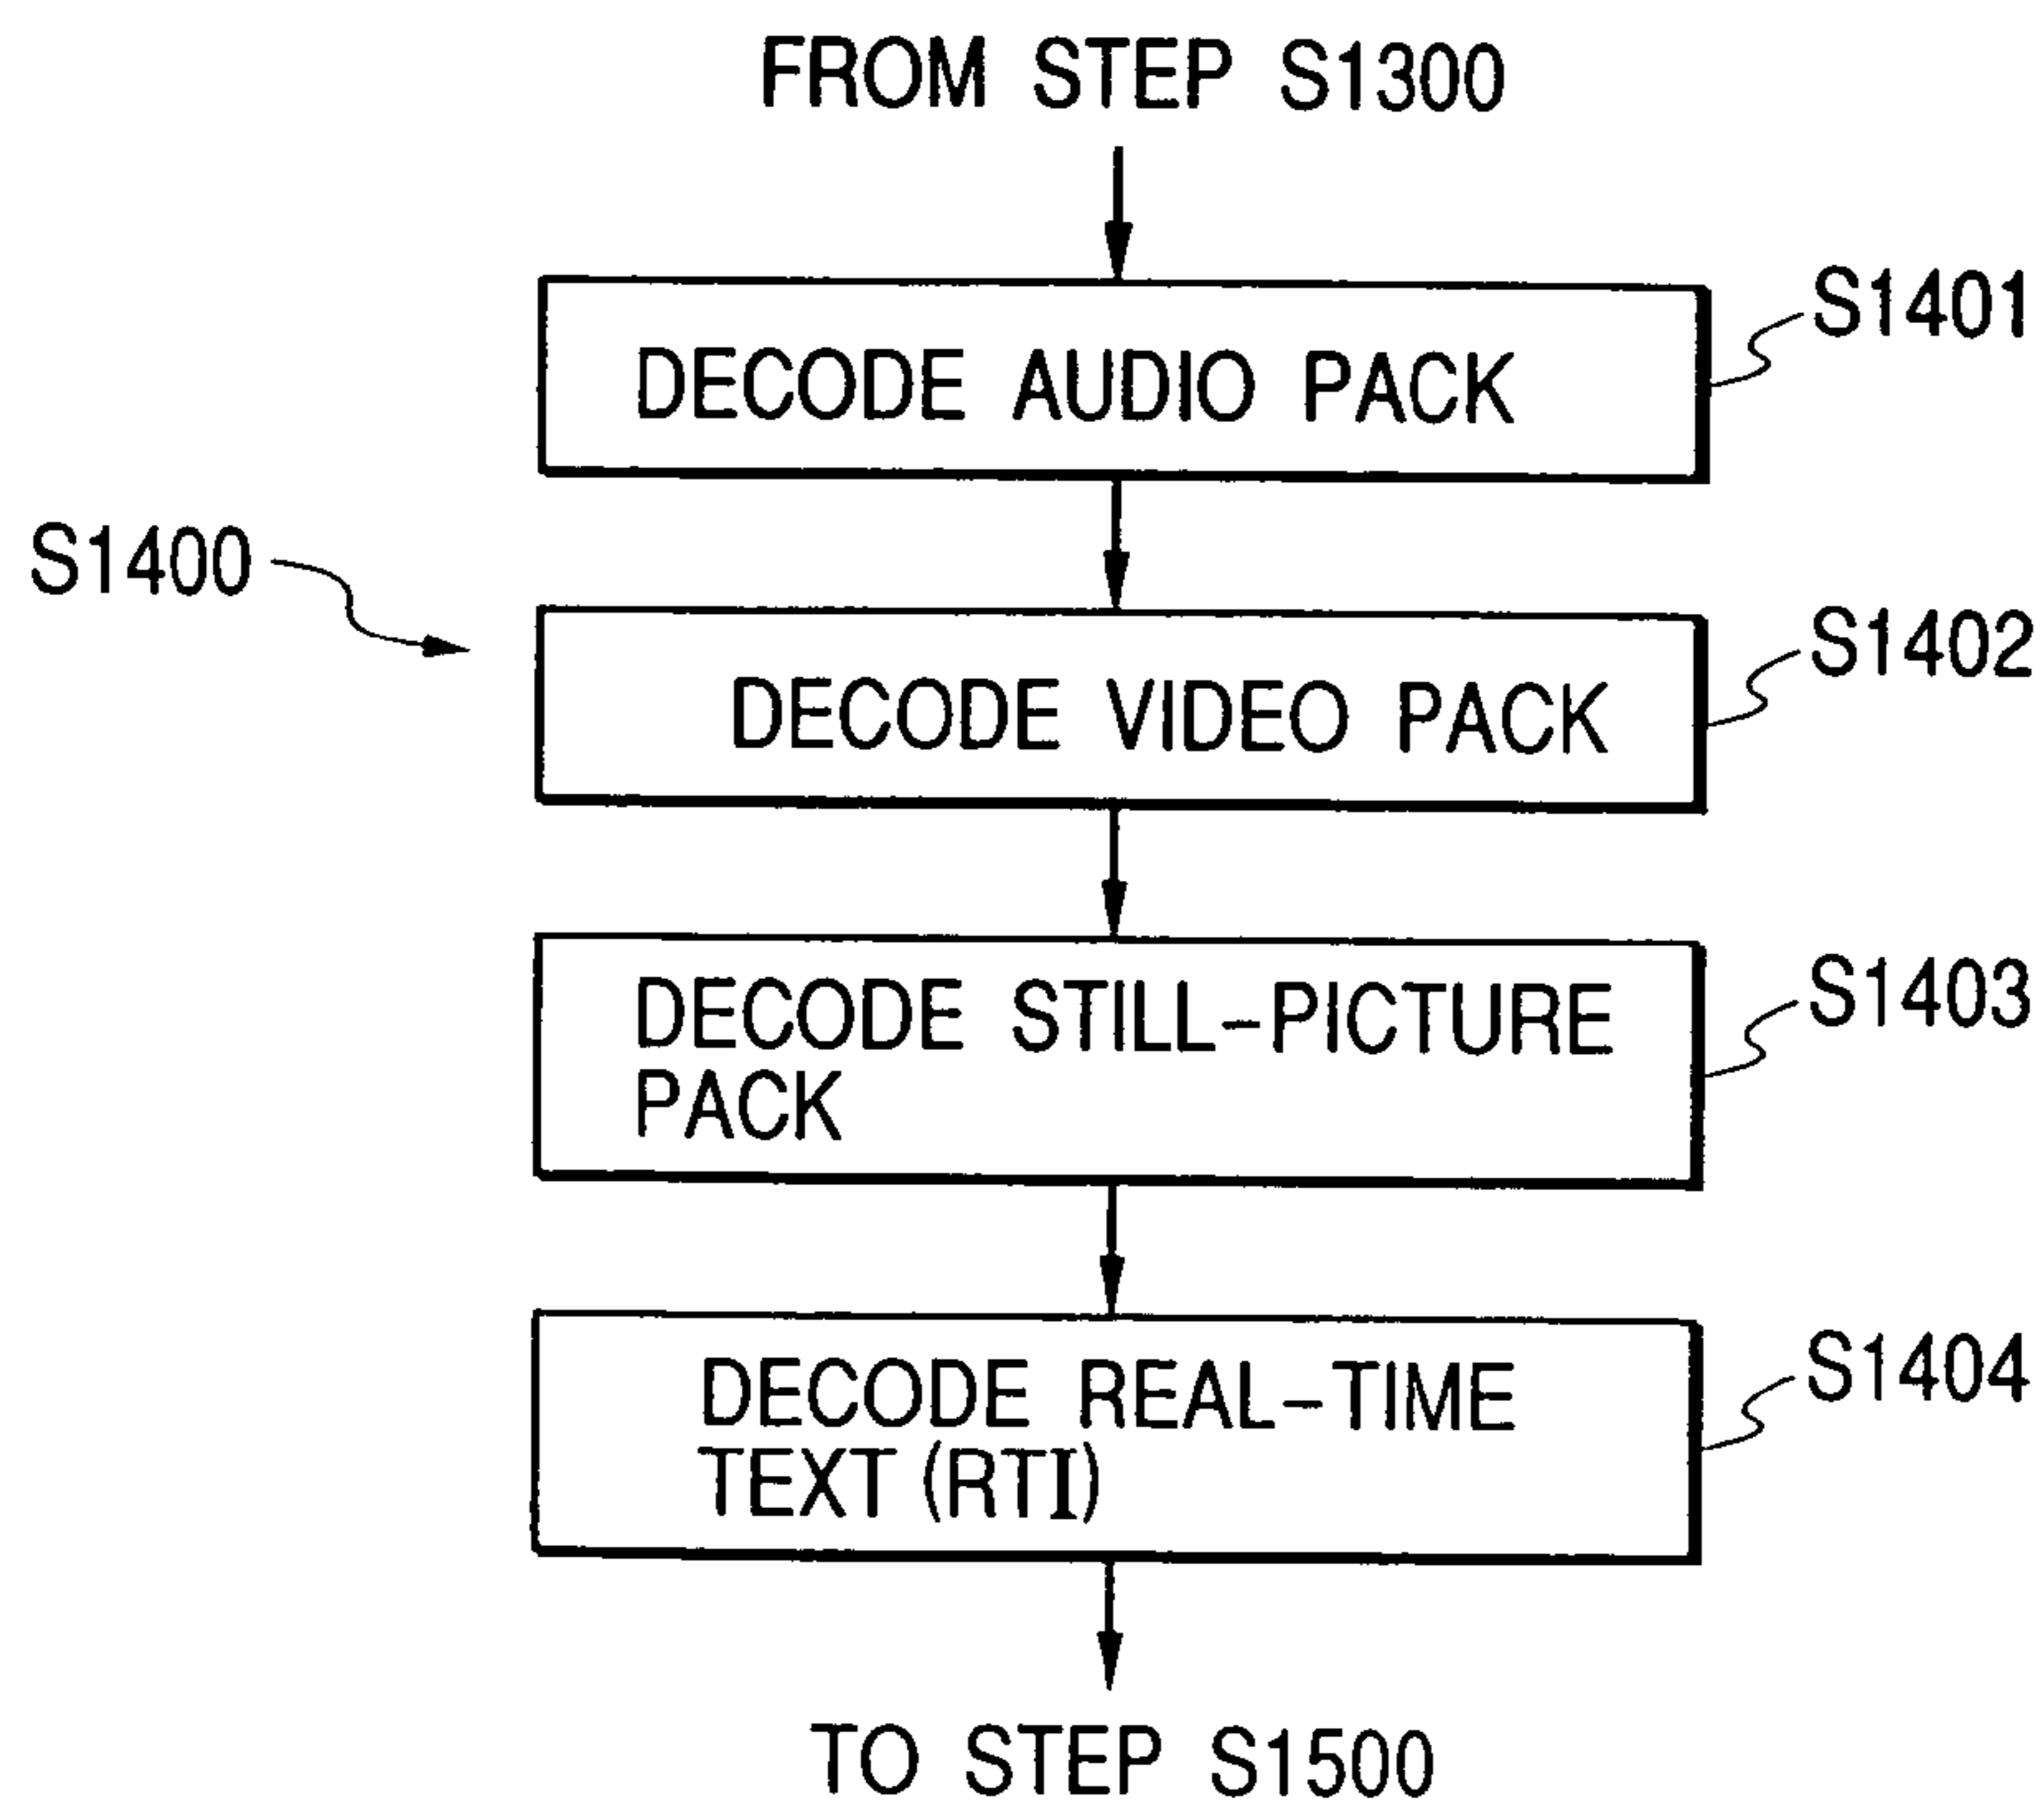 FROM STEP S1300
DECODE AUDIO PACK
S1401
S1400
DECODE VIDEO PACK
S1402
DECODE STILL-PICTURE
PACK
S1403
DECODE REAL-TIME
TEXT (RTI)
S1404
TO STEP S1500